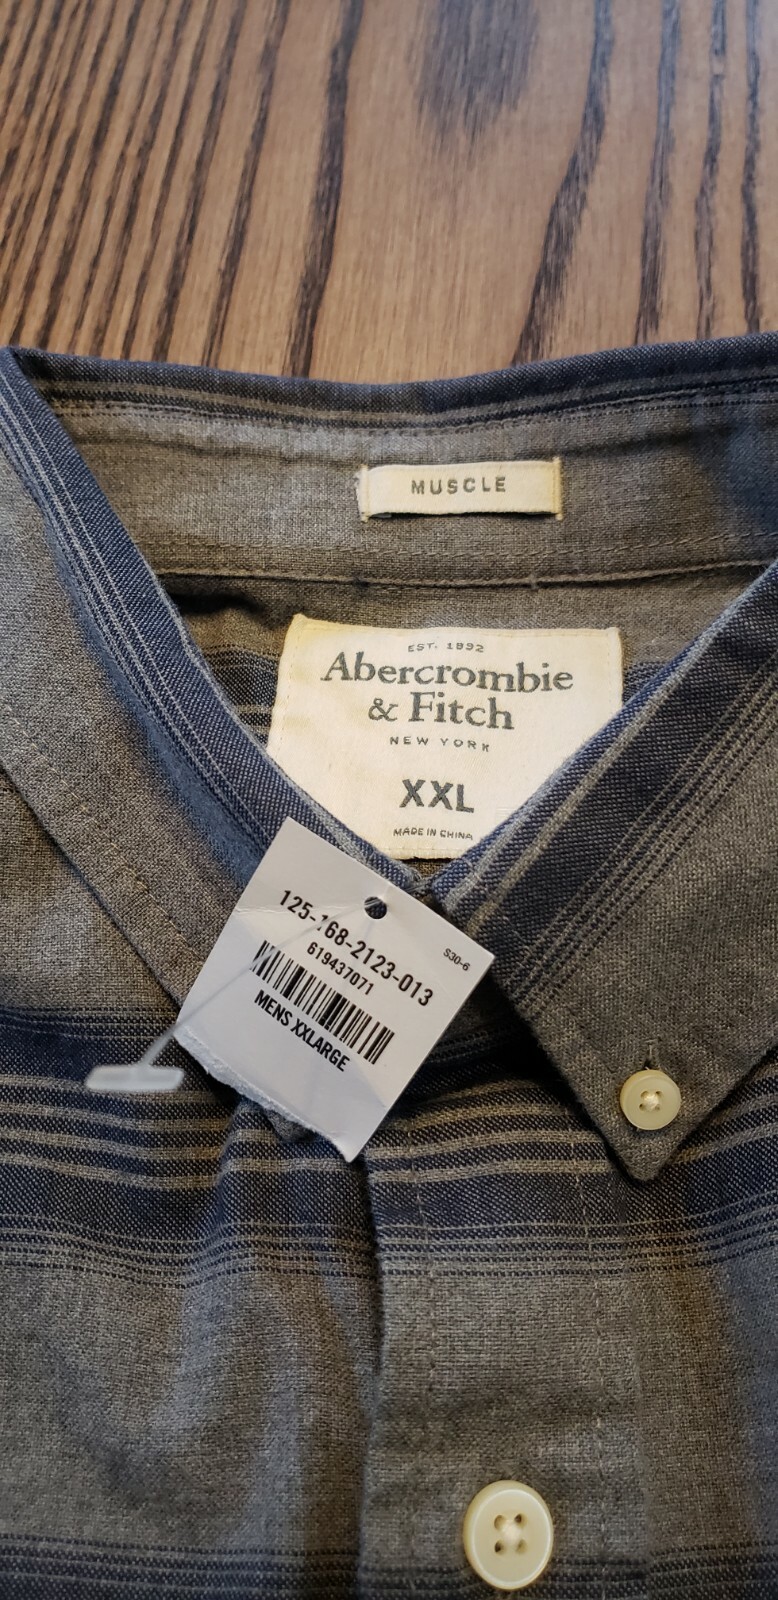 MUSCLE
EST. 1892
Abercrombie
& Fitch
NEW YORK
XXL
MADE IN CHINA
125-168-2123-013
S30-6
619437071
MENS XXLARGE